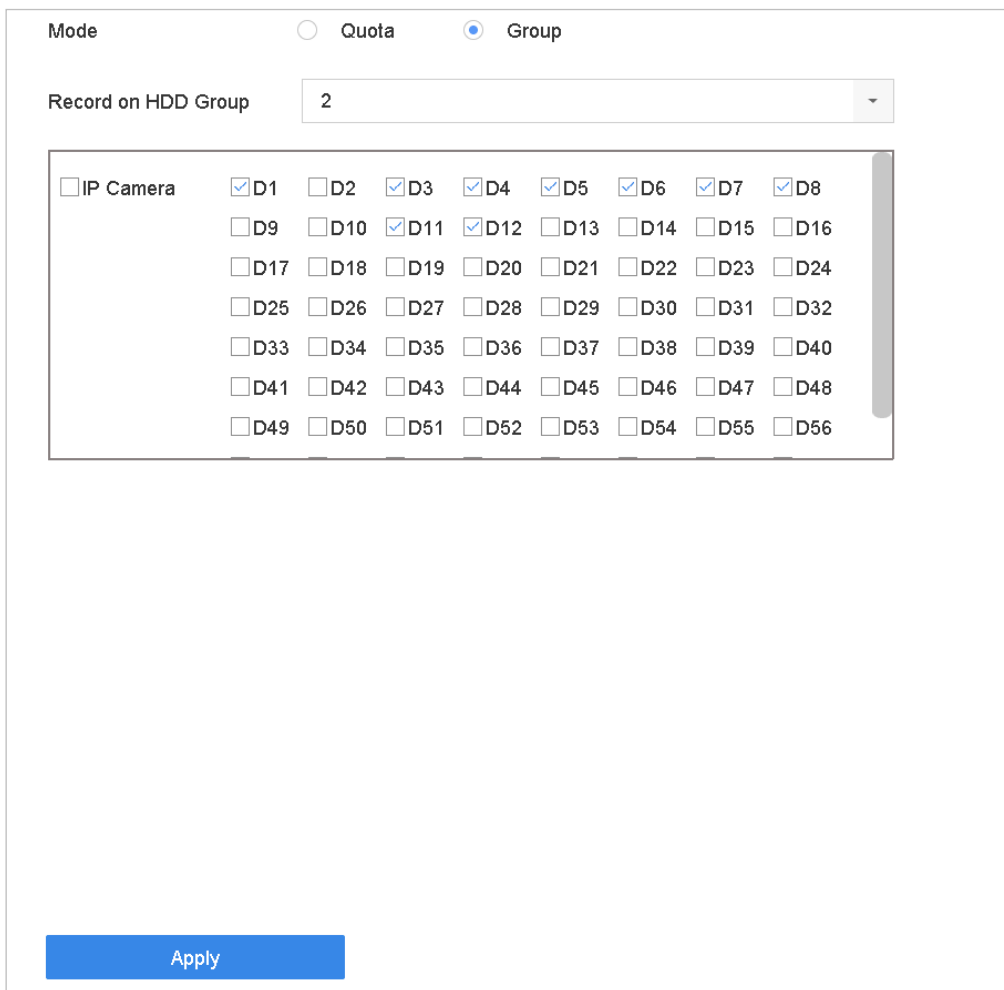 Mode Quota Group
Record on HDD Group 2
IP Camera D1 D2 D3 D4 D5 D6 D7 D8
D9 D10 D11 D12 D13 D14 D15 D16
D17 D18 D19 D20 D21 D22 D23 D24
D25 D26 D27 D28 D29 D30 D31 D32
D33 D34 D35 D36 D37 D38 D39 D40
D41 D42 D43 D44 D45 D46 D47 D48
D49 D50 D51 D52 D53 D54 D55 D56
Apply